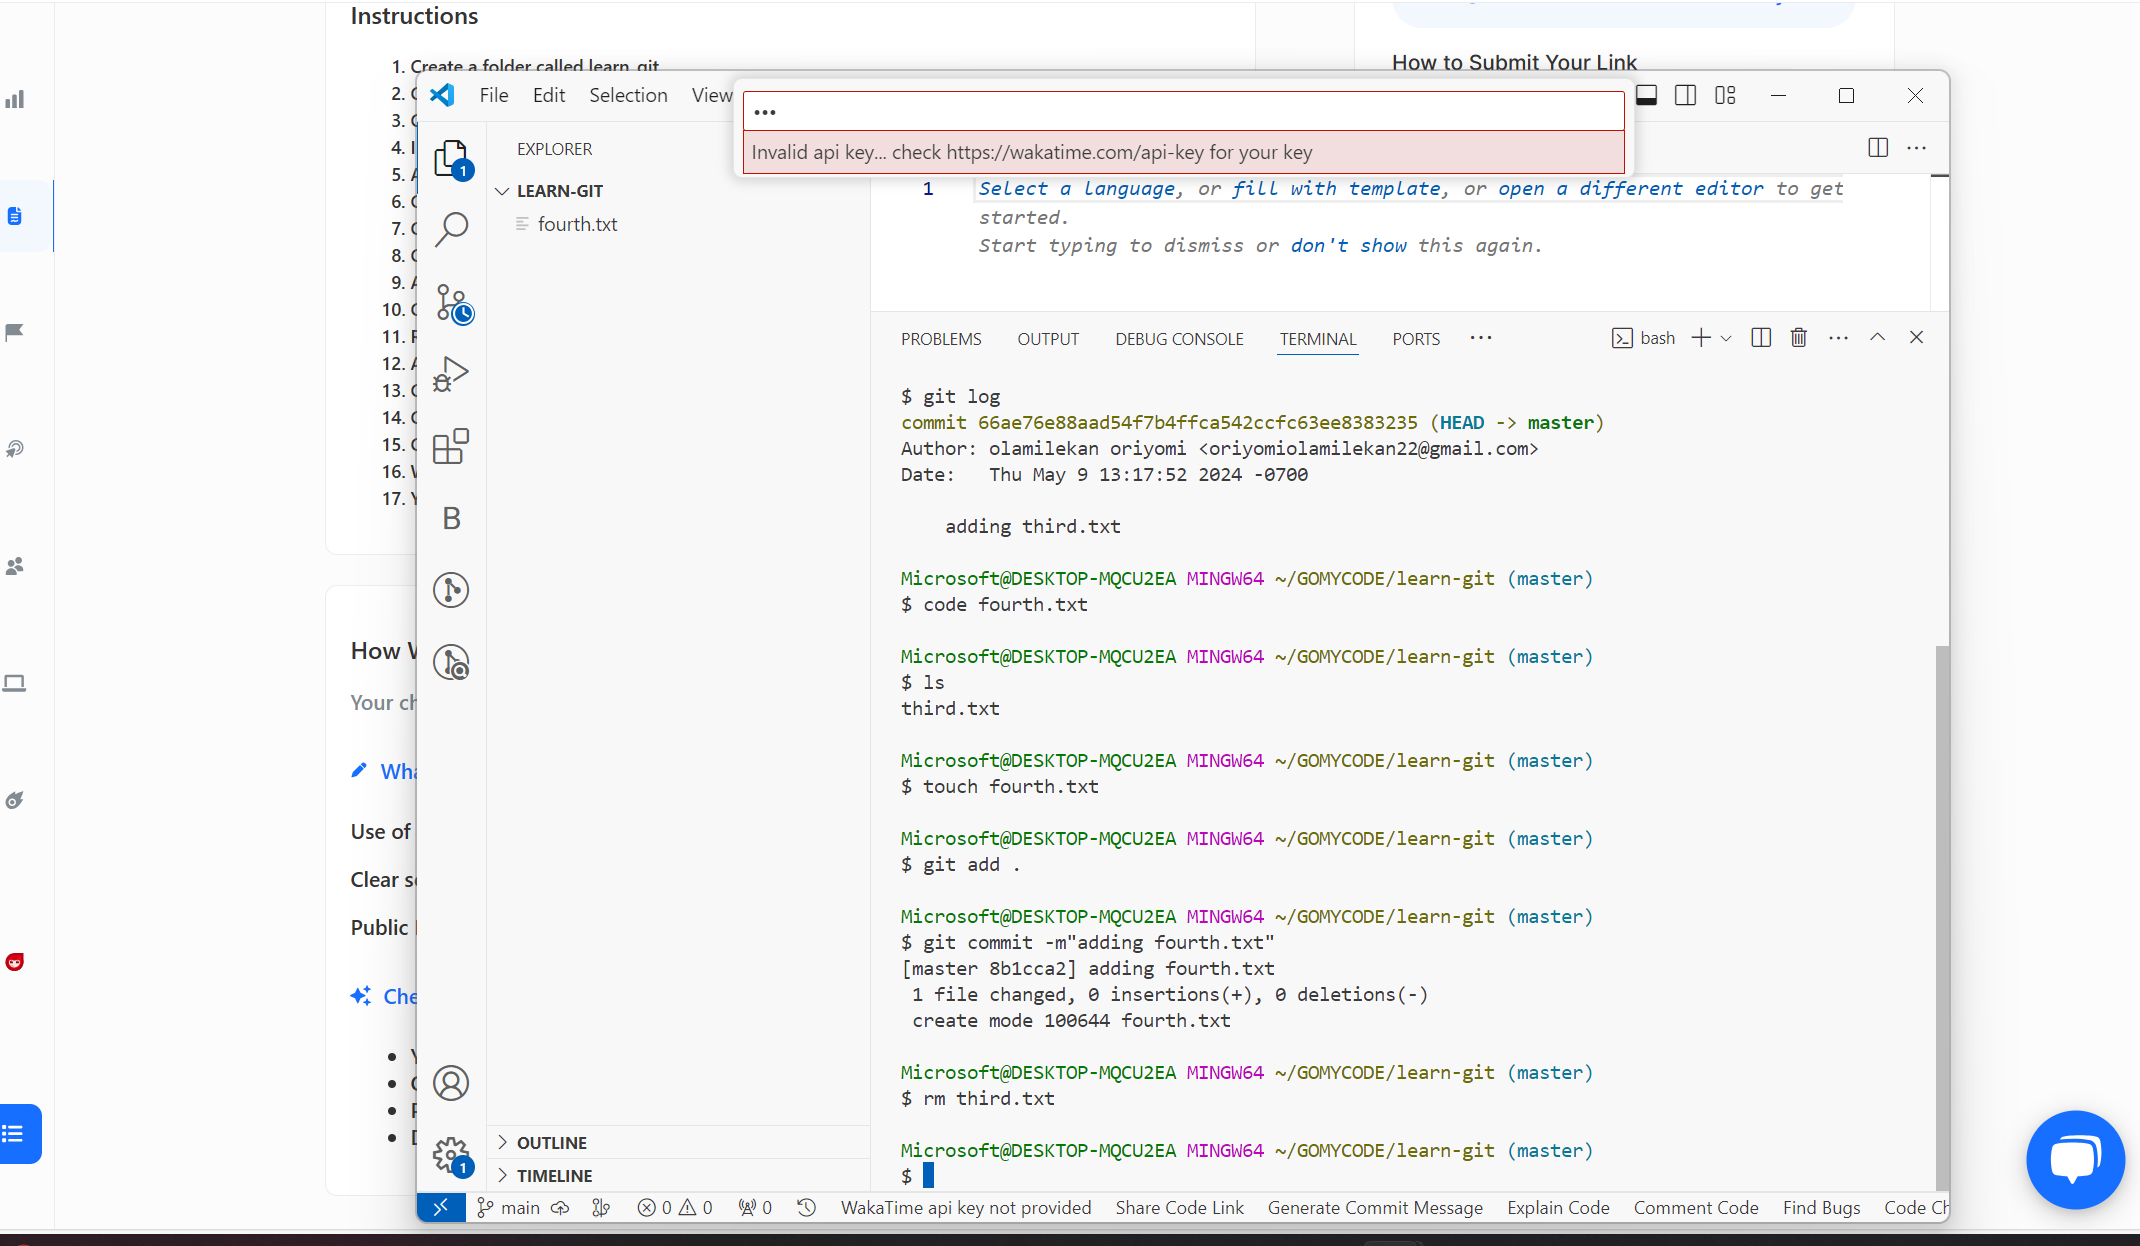 Instructions
1. Create a folder called learn_git
2.
3.
4.
5.
6.
7.
8.
9.
10.
11.
12.
13.
14.
15.
16.
17.
How
Your
Use of
Clear
Public
How to Submit Your Link
File Edit Selection View
•••
Invalid api key... check https://wakatime.com/api-key for your key
EXPLORER
LEARN-GIT
fourth.txt
1
1 Select a language, or fill with template, or open a different editor to get
started.
Start typing to dismiss or don't show this again.
PROBLEMS OUTPUT DEBUG CONSOLE TERMINAL PORTS ··· bash
$ git log
commit 66ae76e88aad54f7b4ffca542ccfc63ee8383235 (HEAD -> master)
Author: olamilekan oriyomi <oriyomiolamilekan22@gmail.com>
Date:   Thu May 9 13:17:52 2024 -0700
    adding third.txt
Microsoft@DESKTOP-MQCU2EA MINGW64 ~/GOMYCODE/learn-git (master)
$ code fourth.txt
Microsoft@DESKTOP-MQCU2EA MINGW64 ~/GOMYCODE/learn-git (master)
$ ls
third.txt
Microsoft@DESKTOP-MQCU2EA MINGW64 ~/GOMYCODE/learn-git (master)
$ touch fourth.txt
Microsoft@DESKTOP-MQCU2EA MINGW64 ~/GOMYCODE/learn-git (master)
$ git add .
Microsoft@DESKTOP-MQCU2EA MINGW64 ~/GOMYCODE/learn-git (master)
$ git commit -m"adding fourth.txt"
[master 8b1cca2] adding fourth.txt
 1 file changed, 0 insertions(+), 0 deletions(-)
 create mode 100644 fourth.txt
Microsoft@DESKTOP-MQCU2EA MINGW64 ~/GOMYCODE/learn-git (master)
$ rm third.txt
Microsoft@DESKTOP-MQCU2EA MINGW64 ~/GOMYCODE/learn-git (master)
$
B
1
OUTLINE
TIMELINE
main 0 0 0 WakaTime api key not provided Share Code Link Generate Commit Message Explain Code Comment Code Find Bugs Code